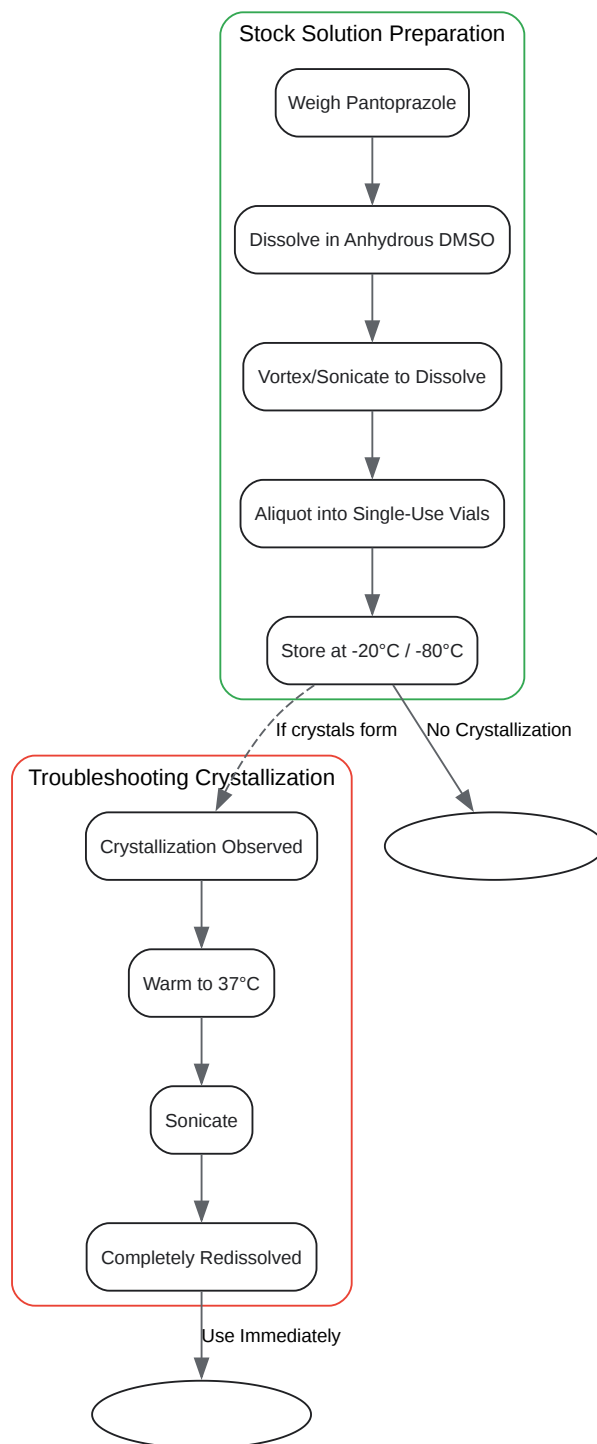 Stock Solution Preparation
Weigh Pantoprazole
Dissolve in Anhydrous DMSO
Vortex/Sonicate to Dissolve
Aliquot into Single-Use Vials
Store at -20°C / -80°C
If crystals form
No Crystallization
Troubleshooting Crystallization
Crystallization Observed
Warm to 37°C
Sonicate
Completely Redissolved
Use Immediately